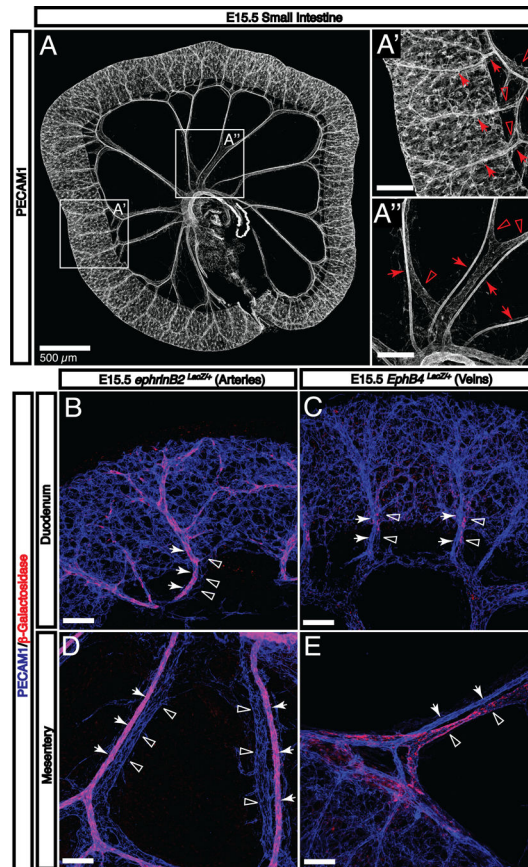 E15.5 Small Intestine
PECAM1
A
A'
A''
500 µm
A'
A''
E15.5 ephrinB2 LacZ/+ (Arteries)
E15.5 EphB4 LacZ/+ (Veins)
PECAM1/β-Galactosidase
Duodenum
B
C
Mesentery
D
E